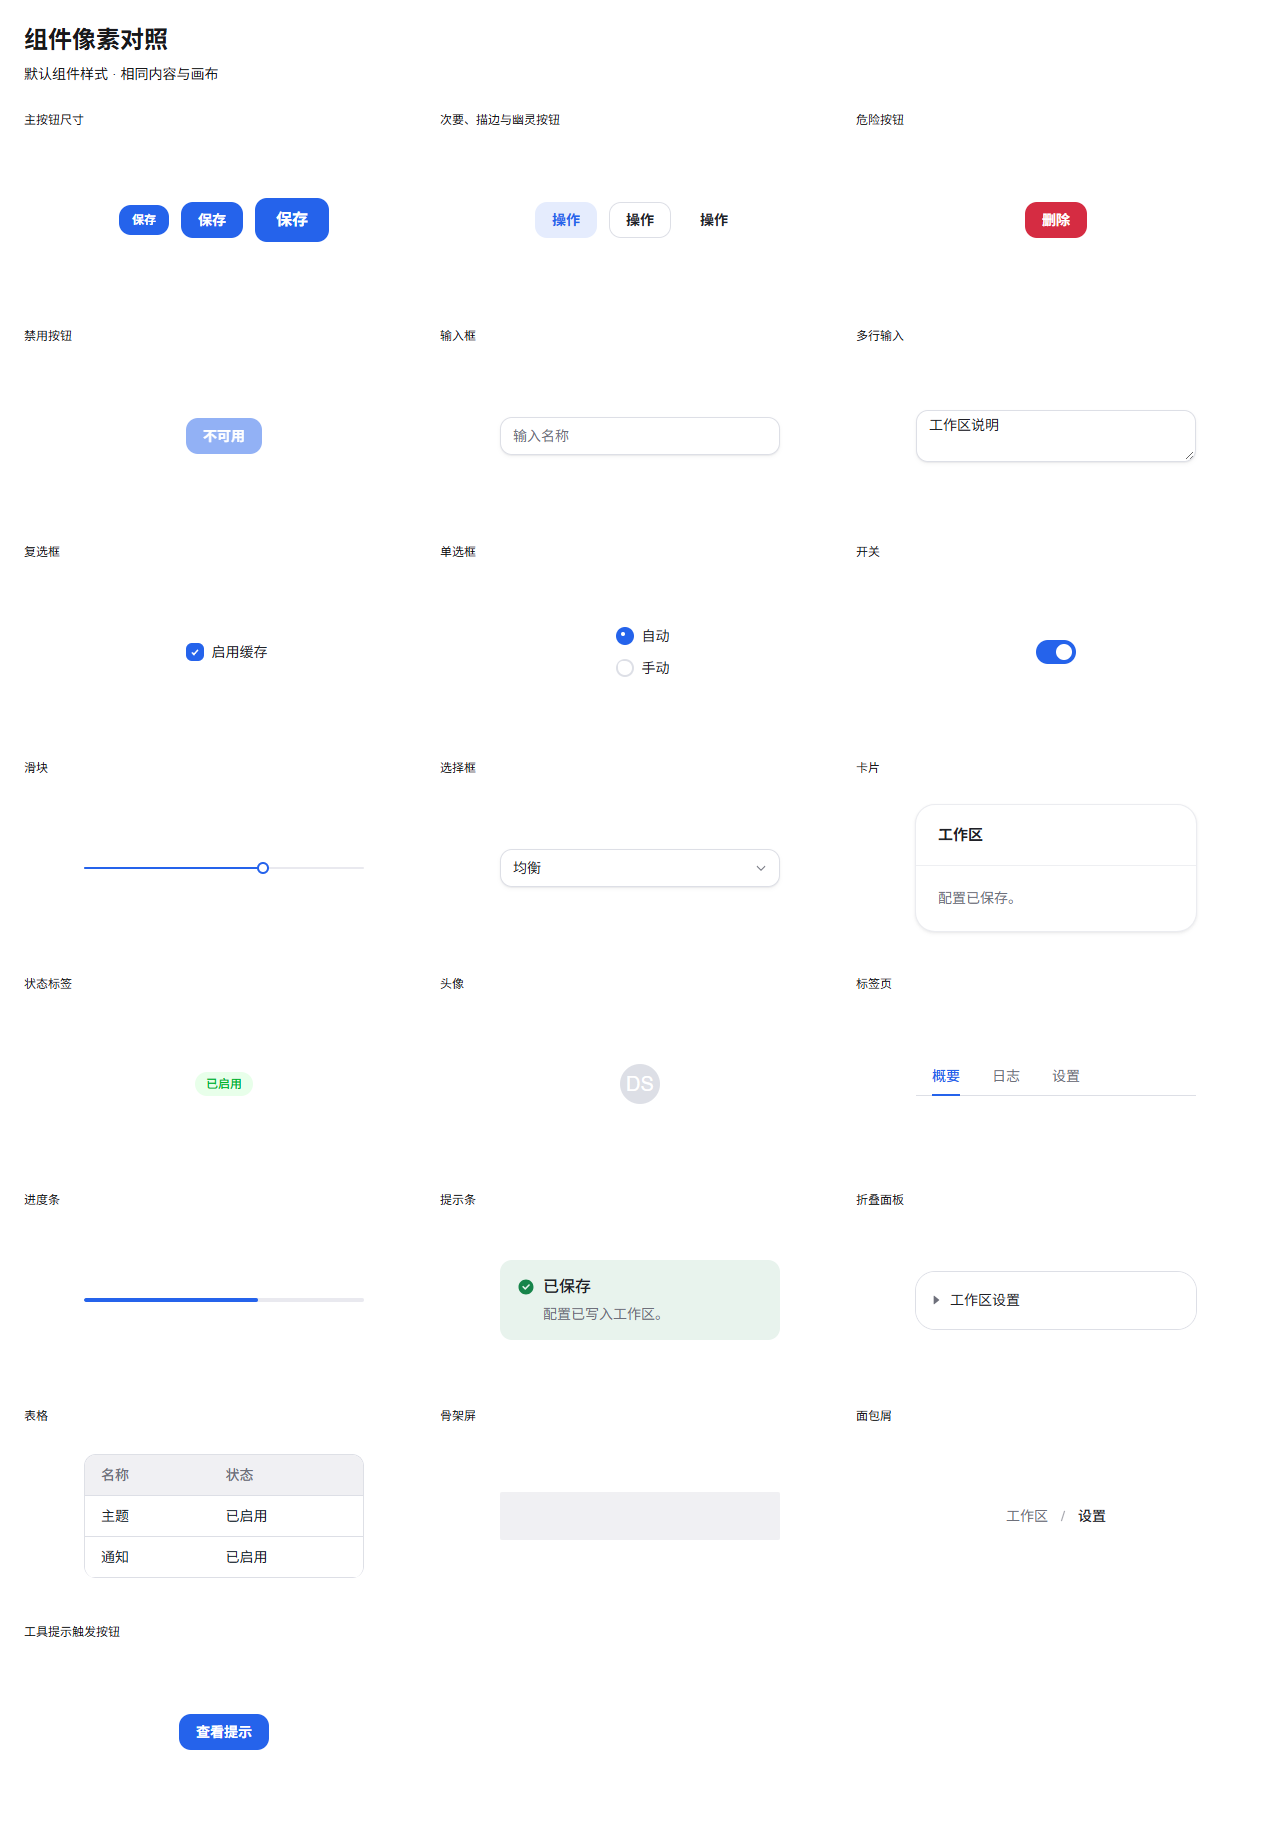 组件像素对照
默认组件样式 · 相同内容与画布
主按钮尺寸
保存 保存 保存
次要、描边与幽灵按钮
操作 操作 操作
危险按钮
删除
禁用按钮
不可用
输入框
输入名称
多行输入
工作区说明
复选框
启用缓存
单选框
自动
手动
开关
滑块
选择框
均衡
卡片
工作区
配置已保存。
状态标签
已启用
头像
DS
标签页
概要 日志 设置
进度条
提示条
已保存
配置已写入工作区。
折叠面板
工作区设置
表格
名称 状态
主题 已启用
通知 已启用
骨架屏
面包屑
工作区 / 设置
工具提示触发按钮
查看提示